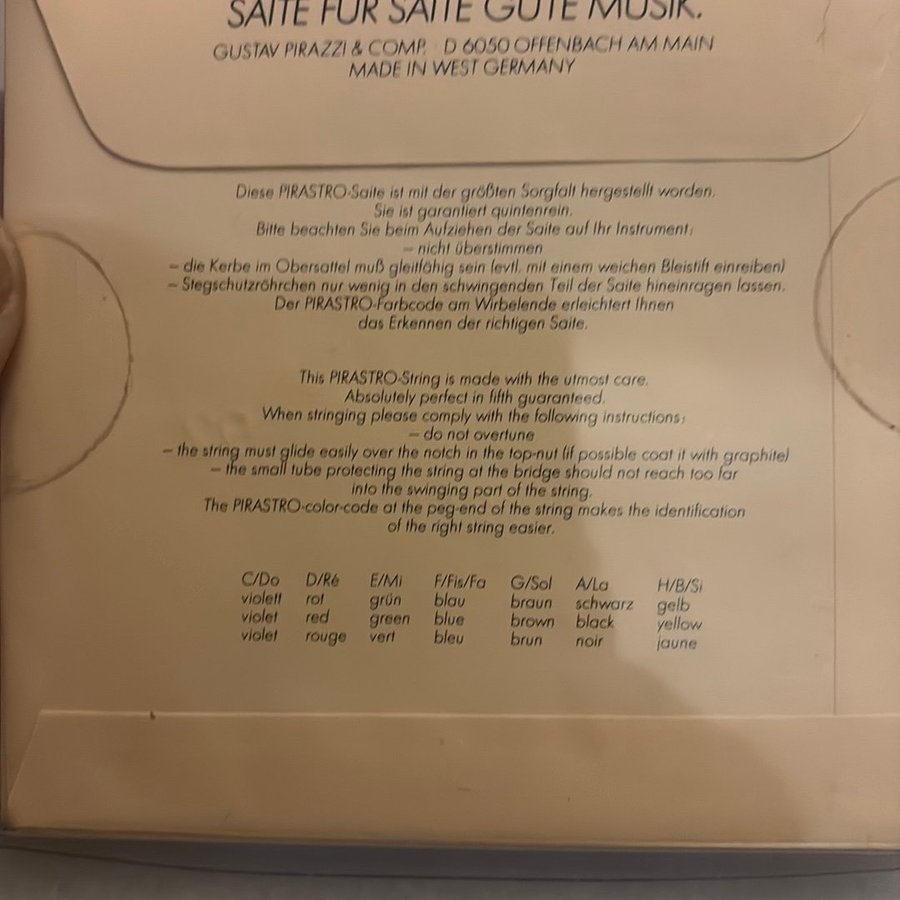 SAITE FÜR SAITE GUTE MUSIK.
GUSTAV PIRAZZI & COMP. D 6050 OFFENBACH AM MAIN
MADE IN WEST GERMANY
Diese PIRASTRO-Saite ist mit der größten Sorgfalt hergestellt worden.
Sie ist garantiert quintenrein.
Bitte beachten Sie beim Aufziehen der Saite auf Ihr Instrument:
– nicht überstimmen
– die Kerbe im Obersattel muß gleitfähig sein (evtl. mit einem weichen Bleistift einreiben)
– Stegschutzröhrchen nur wenig in den schwingenden Teil der Saite hineinragen lassen.
Der PIRASTRO-Farbcode am Wirbelende erleichtert Ihnen
das Erkennen der richtigen Saite.
This PIRASTRO-String is made with the utmost care.
Absolutely perfect in fifth guaranteed.
When stringing please comply with the following instructions:
– do not overtune
– the string must glide easily over the notch in the top-nut (if possible coat it with graphite)
– the small tube protecting the string at the bridge should not reach too far
into the swinging part of the string.
The PIRASTRO-color-code at the peg-end of the string makes the identification
of the right string easier.
C/Do D/Ré E/Mi F/Fis/Fa G/Sol A/La H/B/Si
violett rot grün blau braun schwarz gelb
violet red green blue brown black yellow
violet rouge vert bleu brun noir jaune